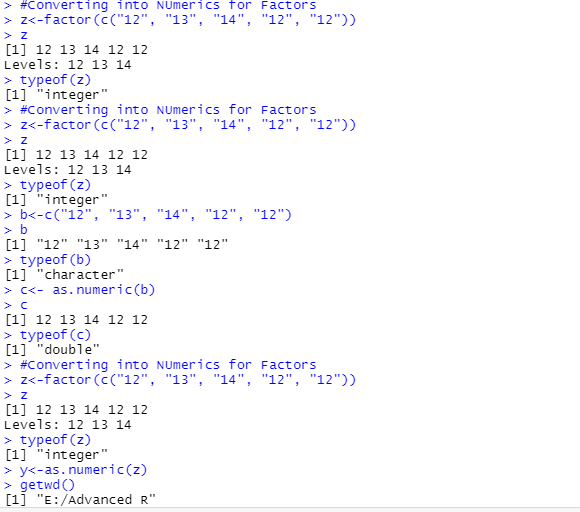 > #Converting into NUmerics for Factors
> z<-factor(c("12", "13", "14", "12", "12"))
> z
[1] 12 13 14 12 12
Levels: 12 13 14
> typeof(z)
[1] "integer"
> #Converting into NUmerics for Factors
> z<-factor(c("12", "13", "14", "12", "12"))
> z
[1] 12 13 14 12 12
Levels: 12 13 14
> typeof(z)
[1] "integer"
> b<-c("12", "13", "14", "12", "12")
> b
[1] "12" "13" "14" "12" "12"
> typeof(b)
[1] "character"
> c<- as.numeric(b)
> c
[1] 12 13 14 12 12
> typeof(c)
[1] "double"
> #Converting into NUmerics for Factors
> z<-factor(c("12", "13", "14", "12", "12"))
> z
[1] 12 13 14 12 12
Levels: 12 13 14
> typeof(z)
[1] "integer"
> y<-as.numeric(z)
> getwd()
[1] "E:/Advanced R"